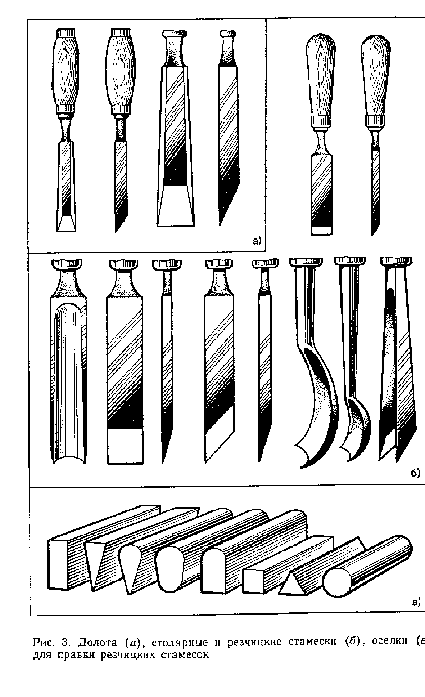 а)
б)
в)
Рис. 3. Долота (а), столярные и резчицкие стамески (б), оселки (в
для правки резчицких стамесок